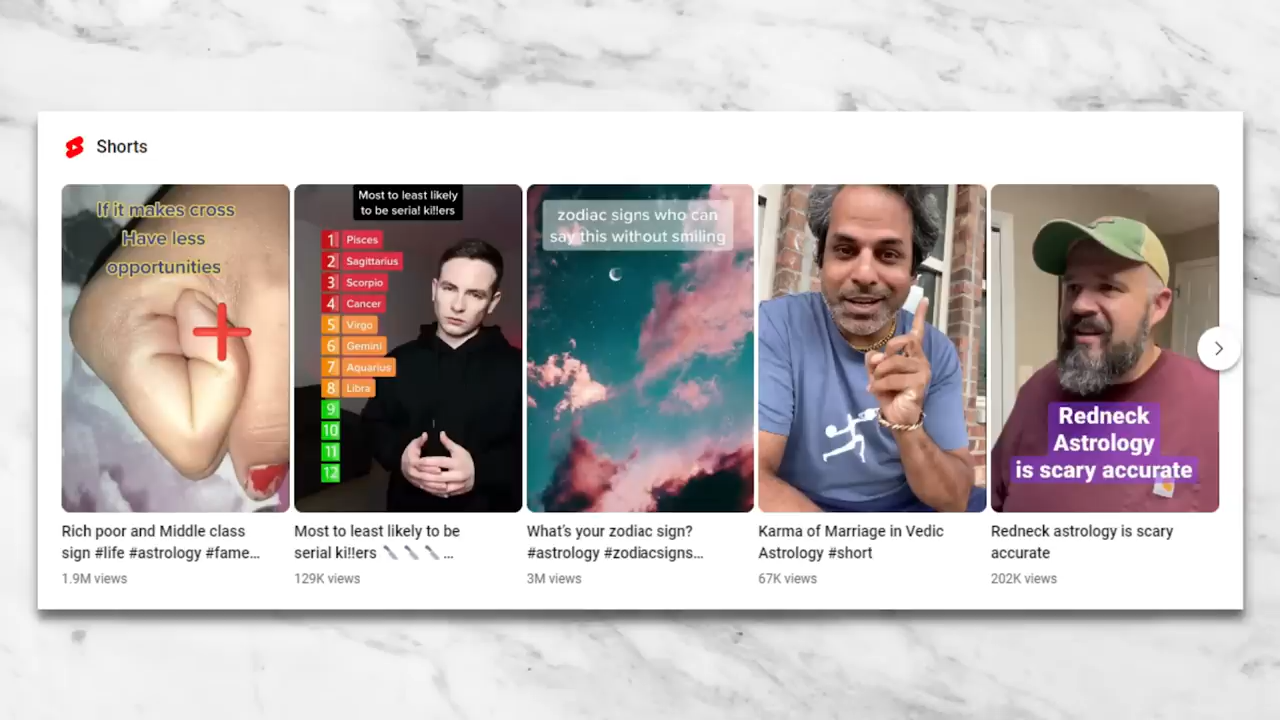 Shorts
If it makes cross
Have less
opportunities
Most to least likely
to be serial ki!!ers
1 Pisces
2 Sagittarius
3 Scorpio
4 Cancer
5 Virgo
6 Gemini
7 Aquarius
8 Libra
9
10
11
12
zodiac signs who can
say this without smiling
Redneck
Astrology
is scary accurate
Rich poor and Middle class
sign #life #astrology #fame...
1.9M views
Most to least likely to be
serial ki!!ers 🔪🔪🔪...
129K views
What's your zodiac sign?
#astrology #zodiacsigns...
3M views
Karma of Marriage in Vedic
Astrology #short
67K views
Redneck astrology is scary
accurate
202K views